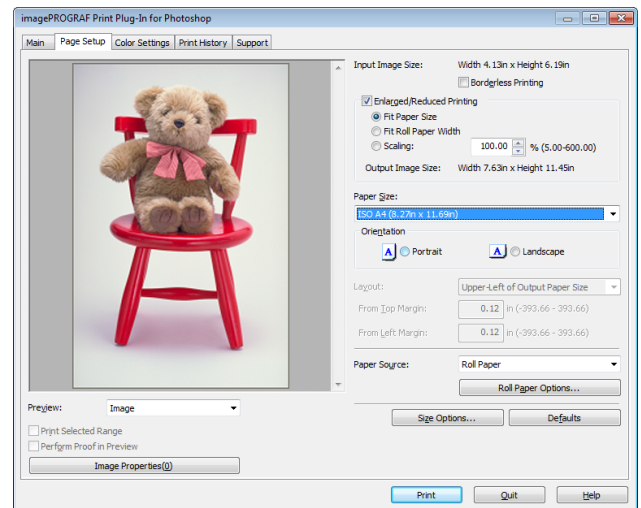 imagePROGRAF Print Plug-In for Photoshop
Main Page Setup Color Settings Print History Support
Input Image Size: Width 4.13in x Height 6.19in
Borderless Printing
Enlarged/Reduced Printing
Fit Paper Size
Fit Roll Paper Width
Scaling: 100.00 % (5.00-600.00)
Output Image Size: Width 7.63in x Height 11.45in
Paper Size:
ISO A4 (8.27in x 11.69in)
Orientation
A Portrait A Landscape
Layout: Upper-Left of Output Paper Size
From Top Margin: 0.12 in (-393.66 - 393.66)
From Left Margin: 0.12 in (-393.66 - 393.66)
Paper Source: Roll Paper
Roll Paper Options...
Preview: Image
Size Options... Defaults
Print Selected Range
Perform Proof in Preview
Image Properties(0)
Print Quit Help